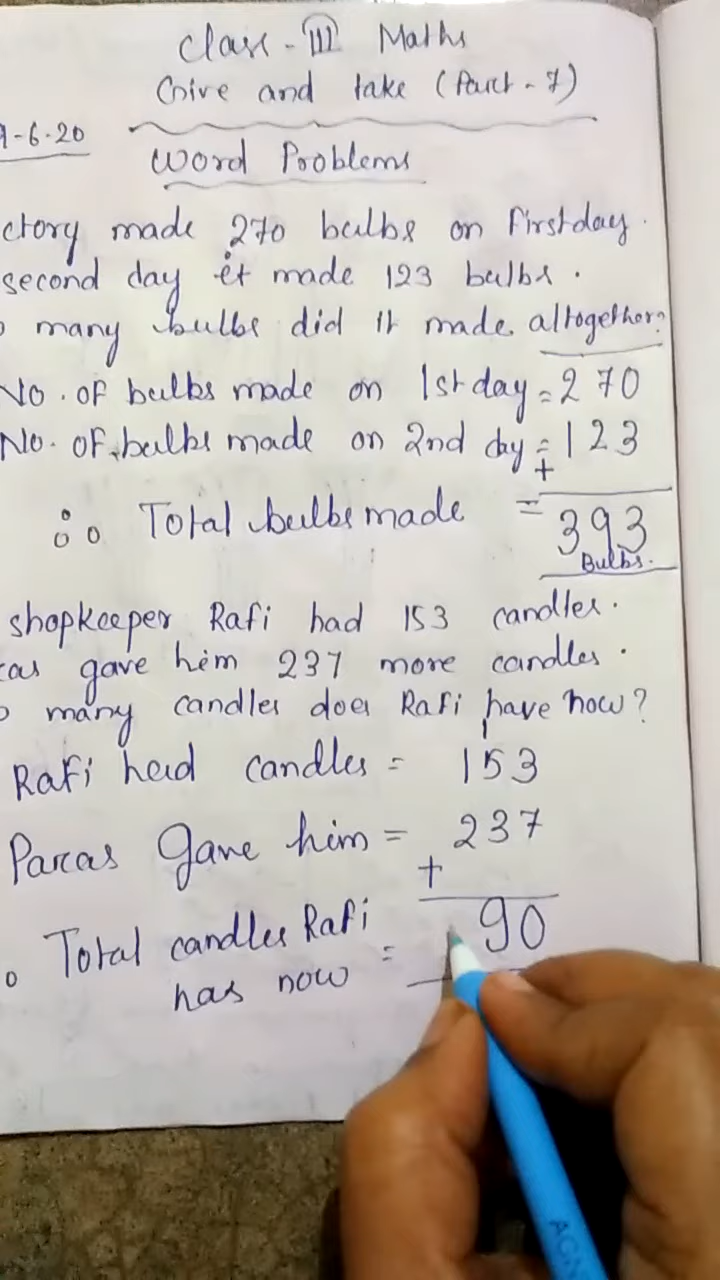 Class - III Maths
Give and take (Part - 7)
9-6-20
Word Problems
ctory made 270 bulbs on first day.
second day it made 123 bulbs.
many bulbs did it made altogether?
No. of bulbs made on 1st day = 270
No. of bulbs made on 2nd day = 123
+
∴ Total bulbs made = 393
Bulbs.
shopkeeper Rafi had 153 candles.
as gave him 237 more candles.
many candles does Rafi have now?
1
Rafi had candles = 153
Paras Gave him = 237
+
Total candles Rafi 90
has now =